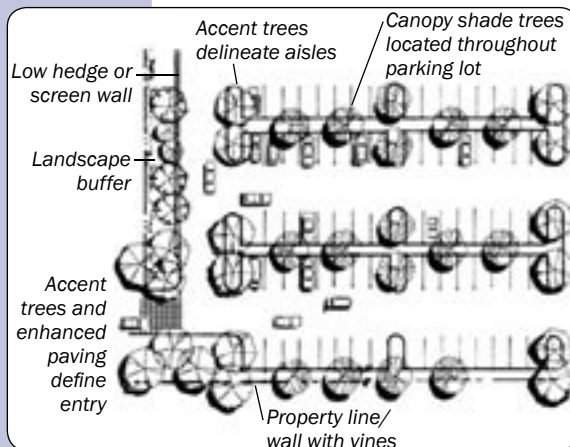 Accent trees
delineate aisles
Canopy shade trees
located throughout
parking lot
Low hedge or
screen wall
Landscape
buffer
Accent
trees and
enhanced
paving
define
entry
Property line/
wall with vines